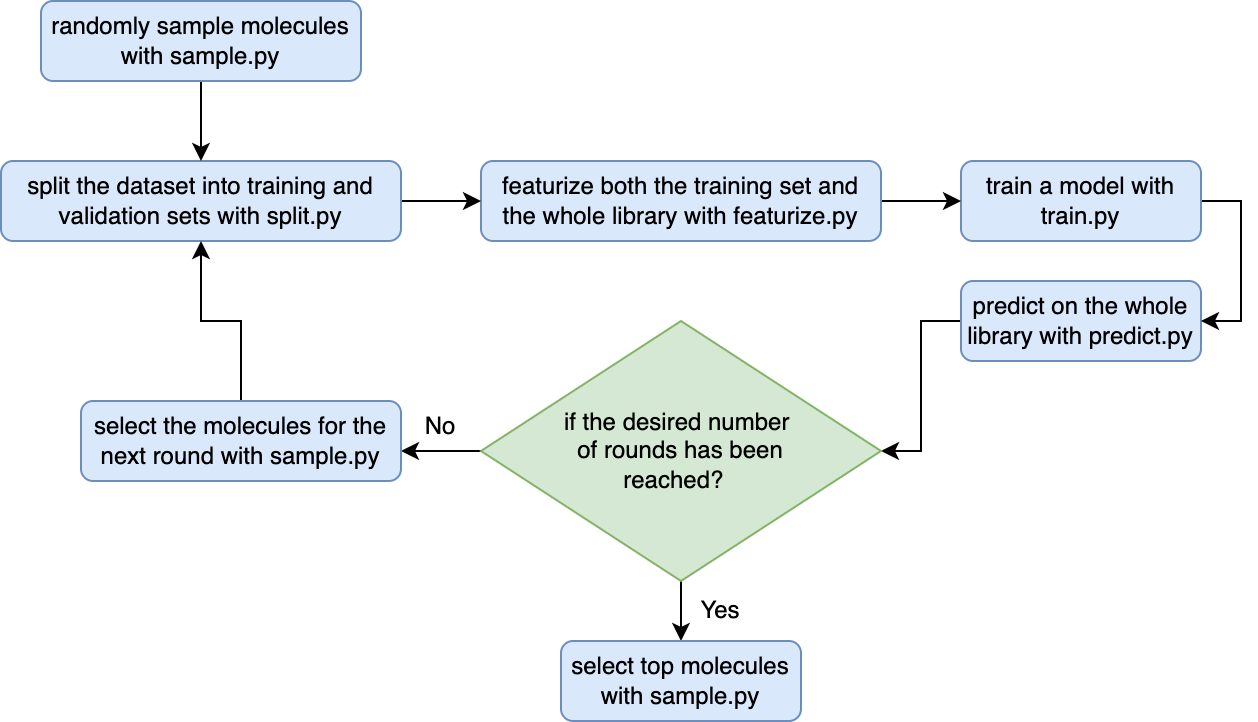 randomly sample molecules
with sample.py
split the dataset into training and
validation sets with split.py
featurize both the training set and
the whole library with featurize.py
train a model with
train.py
predict on the whole
library with predict.py
if the desired number
of rounds has been
reached?
No
select the molecules for the
next round with sample.py
Yes
select top molecules
with sample.py